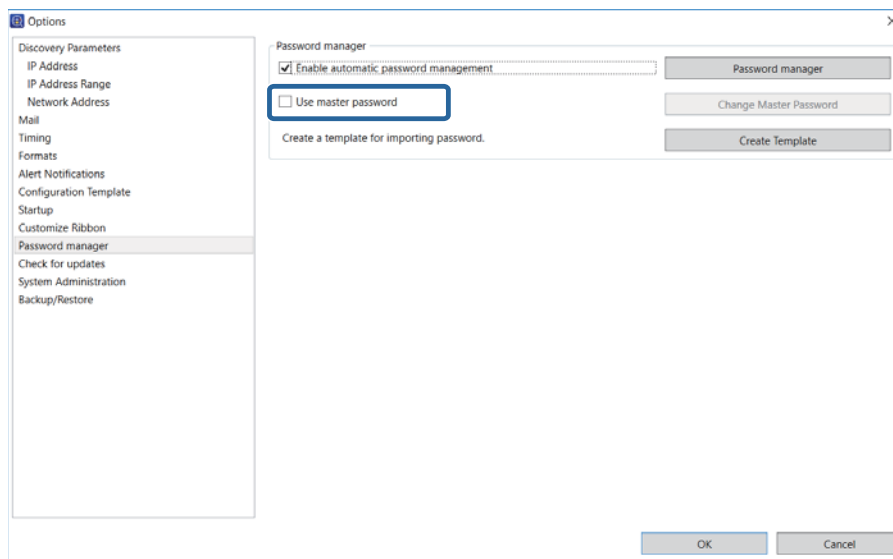 Options
Discovery Parameters
IP Address
IP Address Range
Network Address
Mail
Timing
Formats
Alert Notifications
Configuration Template
Startup
Customize Ribbon
Password manager
Check for updates
System Administration
Backup/Restore
Password manager
Enable automatic password management
Password manager
Use master password
Change Master Password
Create a template for importing password.
Create Template
OK
Cancel